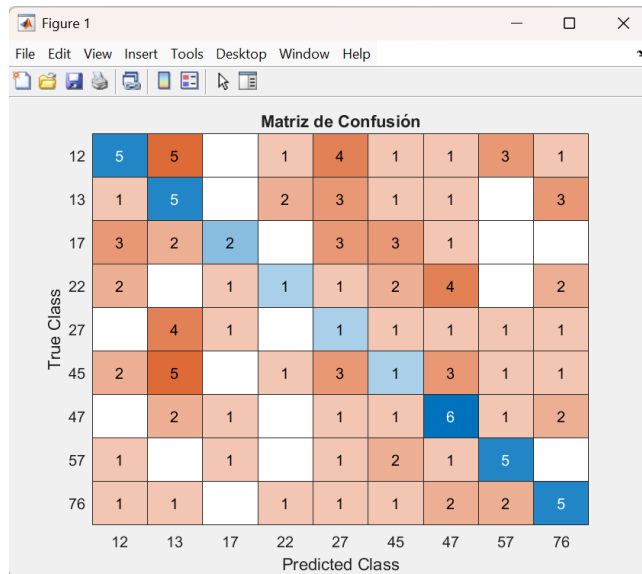 Figure 1
File Edit View Insert Tools Desktop Window Help
Matriz de Confusión
True Class
12 5 5 1 4 1 1 3 1
13 1 5 2 3 1 1 3
17 3 2 2 3 3 1
22 2 1 1 1 2 4 2
27 4 1 1 1 1 1 1
45 2 5 1 3 1 3 1 1
47 2 1 1 1 6 1 2
57 1 1 1 2 1 5
76 1 1 1 1 1 2 2 5
12 13 17 22 27 45 47 57 76
Predicted Class